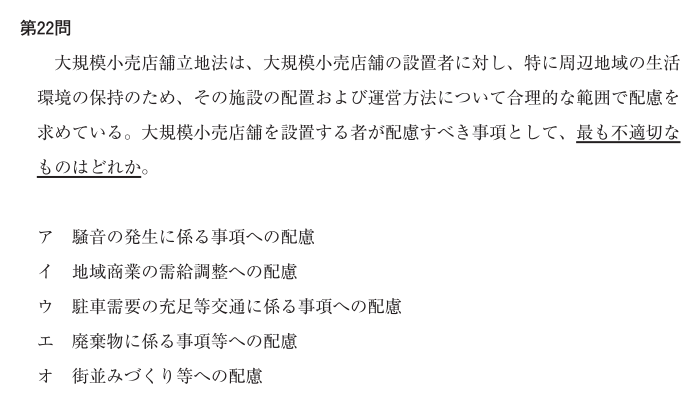 第22問
大規模小売店舗立地法は、大規模小売店舗の設置者に対し、特に周辺地域の生活
環境の保持のため、その施設の配置および運営方法について合理的な範囲で配慮を
求めている。大規模小売店舗を設置する者が配慮すべき事項として、最も不適切な
ものはどれか。
ア 騒音の発生に係る事項への配慮
イ 地域商業の需給調整への配慮
ウ 駐車需要の充足等交通に係る事項への配慮
エ 廃棄物に係る事項等への配慮
オ 街並みづくり等への配慮